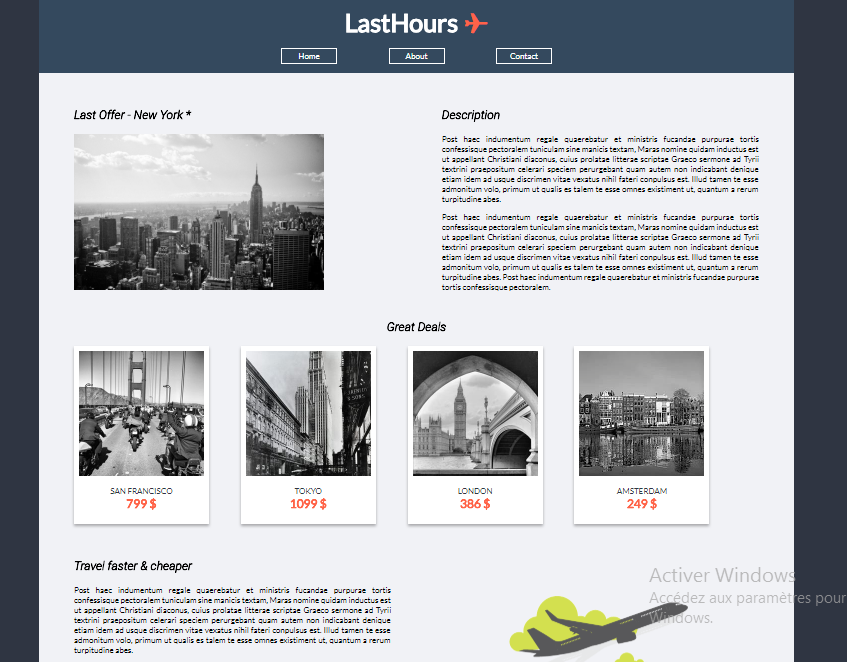 LastHours
Home About Contact
Last Offer - New York *
Description
Post haec indumentum regale quaerebatur et ministris fucandae purpurae tortis
confessisque pectoralem tuniculam sine manicis textam, Maras nomine quidam inductus est
ut appellant Christiani diaconus, cuius prolatae litterae scriptae Graeco sermone ad Tyrii
textrini praepositum celerari speciem perurgebant quam autem non indicabant denique
etiam idem ad usque discrimen vitae vexatus nihil fateri conpulsus est. Illud tamen te esse
admonitum volo, primum ut qualis es talem te esse omnes existiment ut, quantum a rerum
turpitudine abes.
Post haec indumentum regale quaerebatur et ministris fucandae purpurae tortis
confessisque pectoralem tuniculam sine manicis textam, Maras nomine quidam inductus est
ut appellant Christiani diaconus, cuius prolatae litterae scriptae Graeco sermone ad Tyrii
textrini praepositum celerari speciem perurgebant quam autem non indicabant denique
etiam idem ad usque discrimen vitae vexatus nihil fateri conpulsus est. Illud tamen te esse
admonitum volo, primum ut qualis es talem te esse omnes existiment ut, quantum a rerum
turpitudine abes. Post haec indumentum regale quaerebatur et ministris fucandae purpurae
tortis confessisque pectoralem.
Great Deals
SAN FRANCISCO
799 $
TOKYO
1099 $
LONDON
386 $
AMSTERDAM
249 $
Travel faster & cheaper
Post haec indumentum regale quaerebatur et ministris fucandae purpurae tortis
confessisque pectoralem tuniculam sine manicis textam, Maras nomine quidam inductus est
ut appellant Christiani diaconus, cuius prolatae litterae scriptae Graeco sermone ad Tyrii
textrini praepositum celerari speciem perurgebant quam autem non indicabant denique
etiam idem ad usque discrimen vitae vexatus nihil fateri conpulsus est. Illud tamen te esse
admonitum volo, primum ut qualis es talem te esse omnes existiment ut, quantum a rerum
turpitudine abes.
Activer Windows
Accédez aux paramètres pour
Windows.